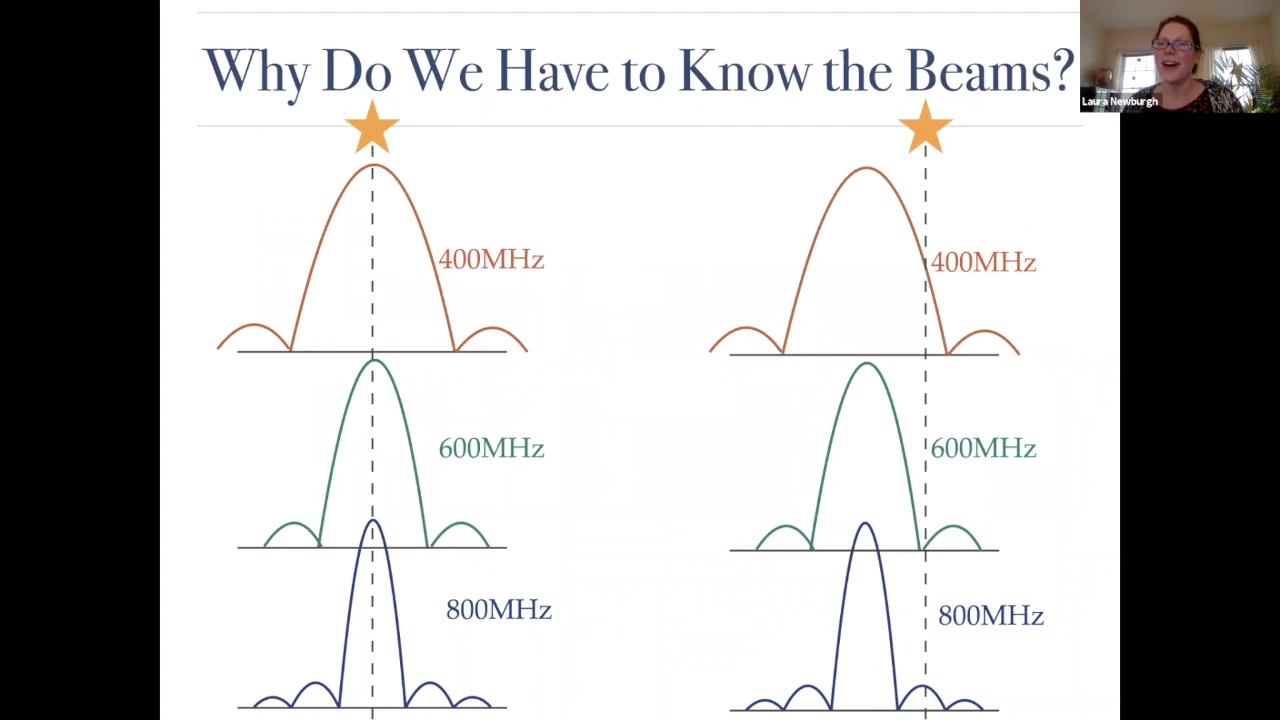 Why Do We Have to Know the Beams?
Laura Newburgh
400MHz
400MHz
600MHz
600MHz
800MHz
800MHz